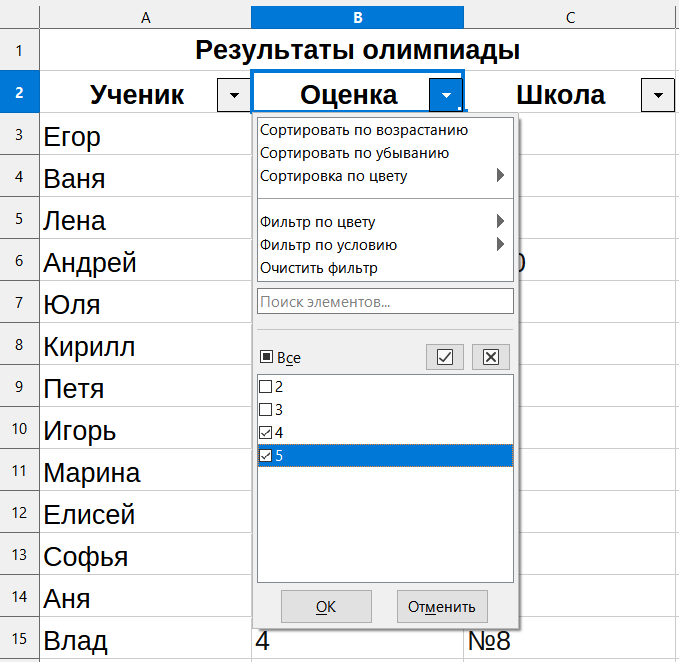 A B C
1 Результаты олимпиады
2 Ученик Оценка Школа
3 Егор
4 Ваня
5 Лена
6 Андрей 0
7 Юля
8 Кирилл
9 Петя
10 Игорь
11 Марина
12 Елисей
13 Софья
14 Аня
15 Влад 4 №8
Сортировать по возрастанию
Сортировать по убыванию
Сортировка по цвету
Фильтр по цвету
Фильтр по условию
Очистить фильтр
Поиск элементов...
Все
2
3
4
5
ОК Отменить